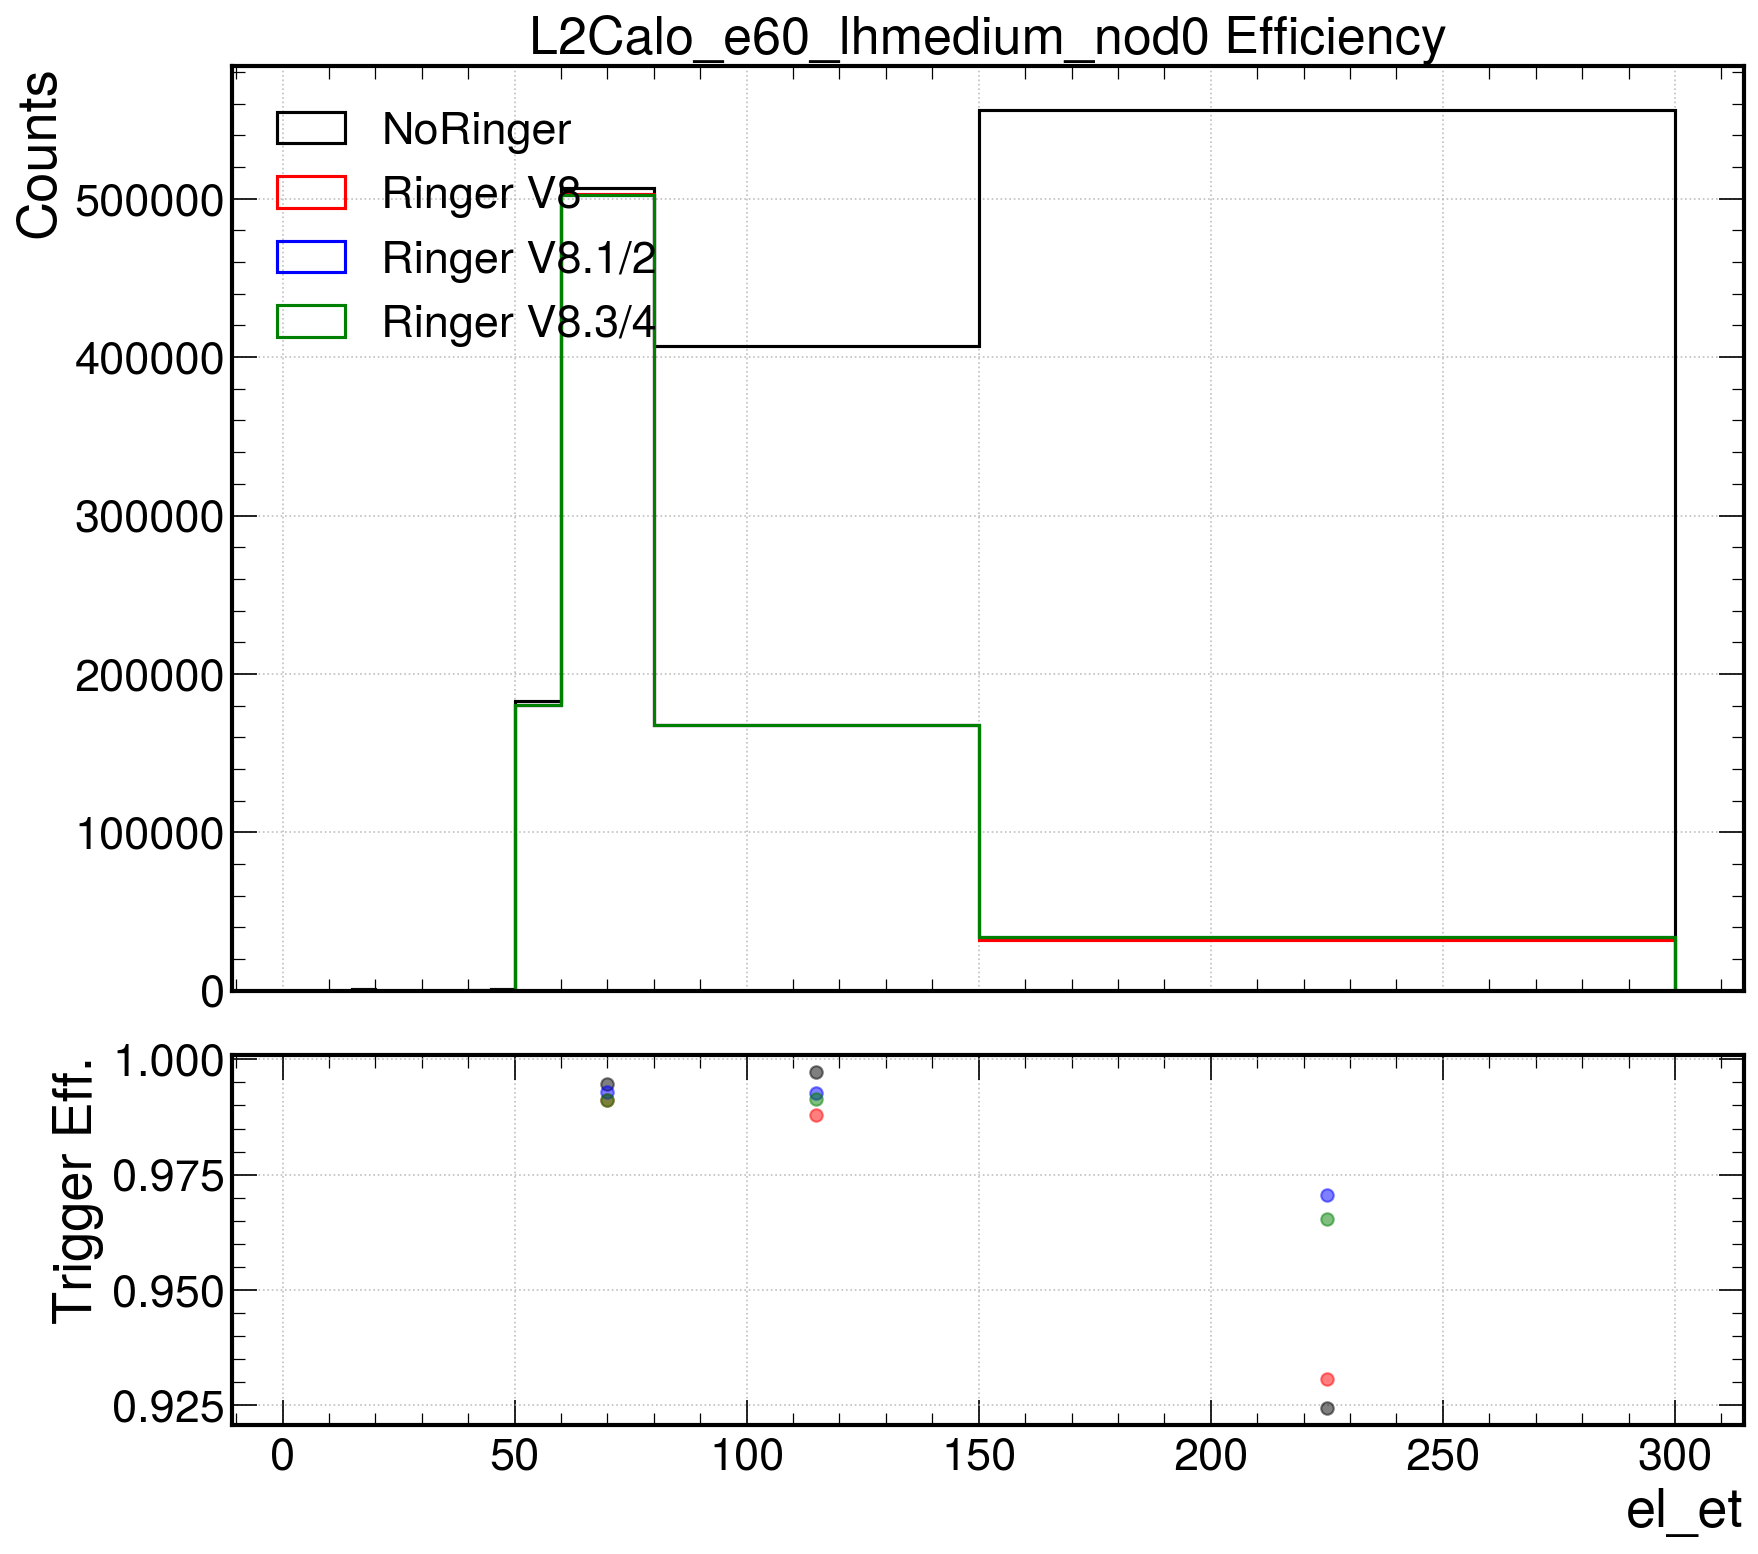 L2Calo_e60_lhmedium_nod0 Efficiency
Counts
500000
400000
300000
200000
100000
0
NoRinger
Ringer V8
Ringer V8.1/2
Ringer V8.3/4
Trigger Eff.
1.000
0.975
0.950
0.925
0 50 100 150 200 250 300
el_et